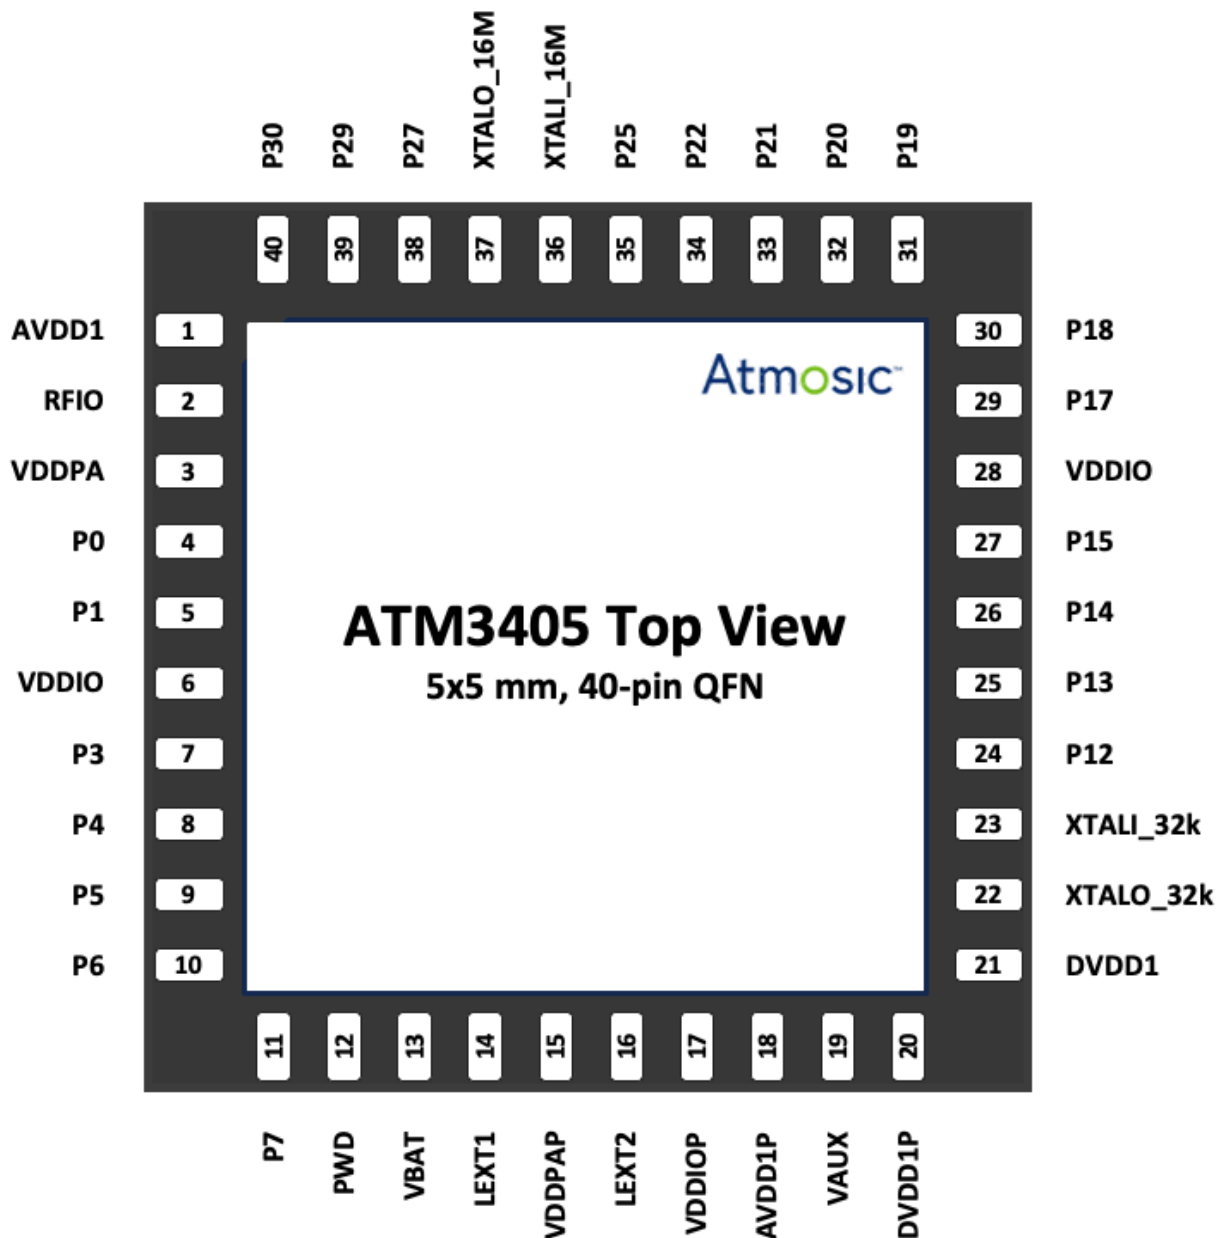 P30 P29 P27 XTALO_16M XTALI_16M P25 P22 P21 P20 P19
40 39 38 37 36 35 34 33 32 31
AVDD1 1 30 P18
Atmosic™
RFIO 2 29 P17
VDDPA 3 28 VDDIO
P0 4 27 P15
P1 5 26 P14
ATM3405 Top View
VDDIO 6 25 P13
5x5 mm, 40-pin QFN
P3 7 24 P12
P4 8 23 XTALI_32k
P5 9 22 XTALO_32k
P6 10 21 DVDD1
11 12 13 14 15 16 17 18 19 20
P7 PWD VBAT LEXT1 VDDPAP LEXT2 VDDIOP AVDD1P VAUX DVDD1P